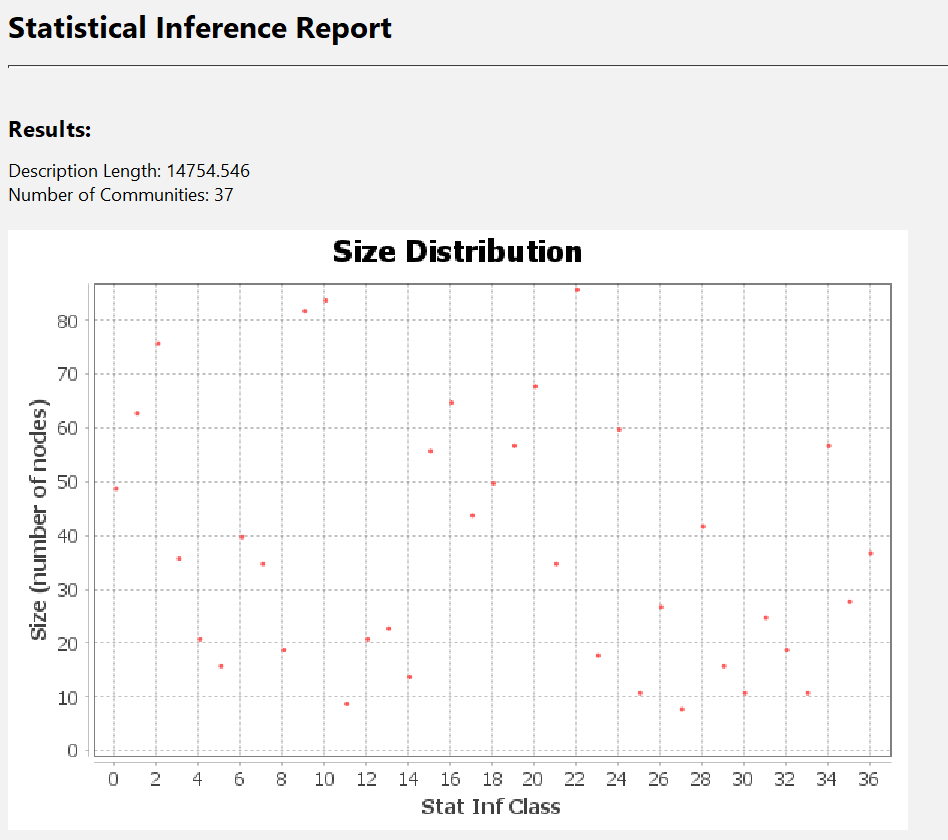 Statistical Inference Report
Results:
Description Length: 14754.546
Number of Communities: 37
Size Distribution
Size (number of nodes)
80
70
60
50
40
30
20
10
0
0 2 4 6 8 10 12 14 16 18 20 22 24 26 28 30 32 34 36
Stat Inf Class